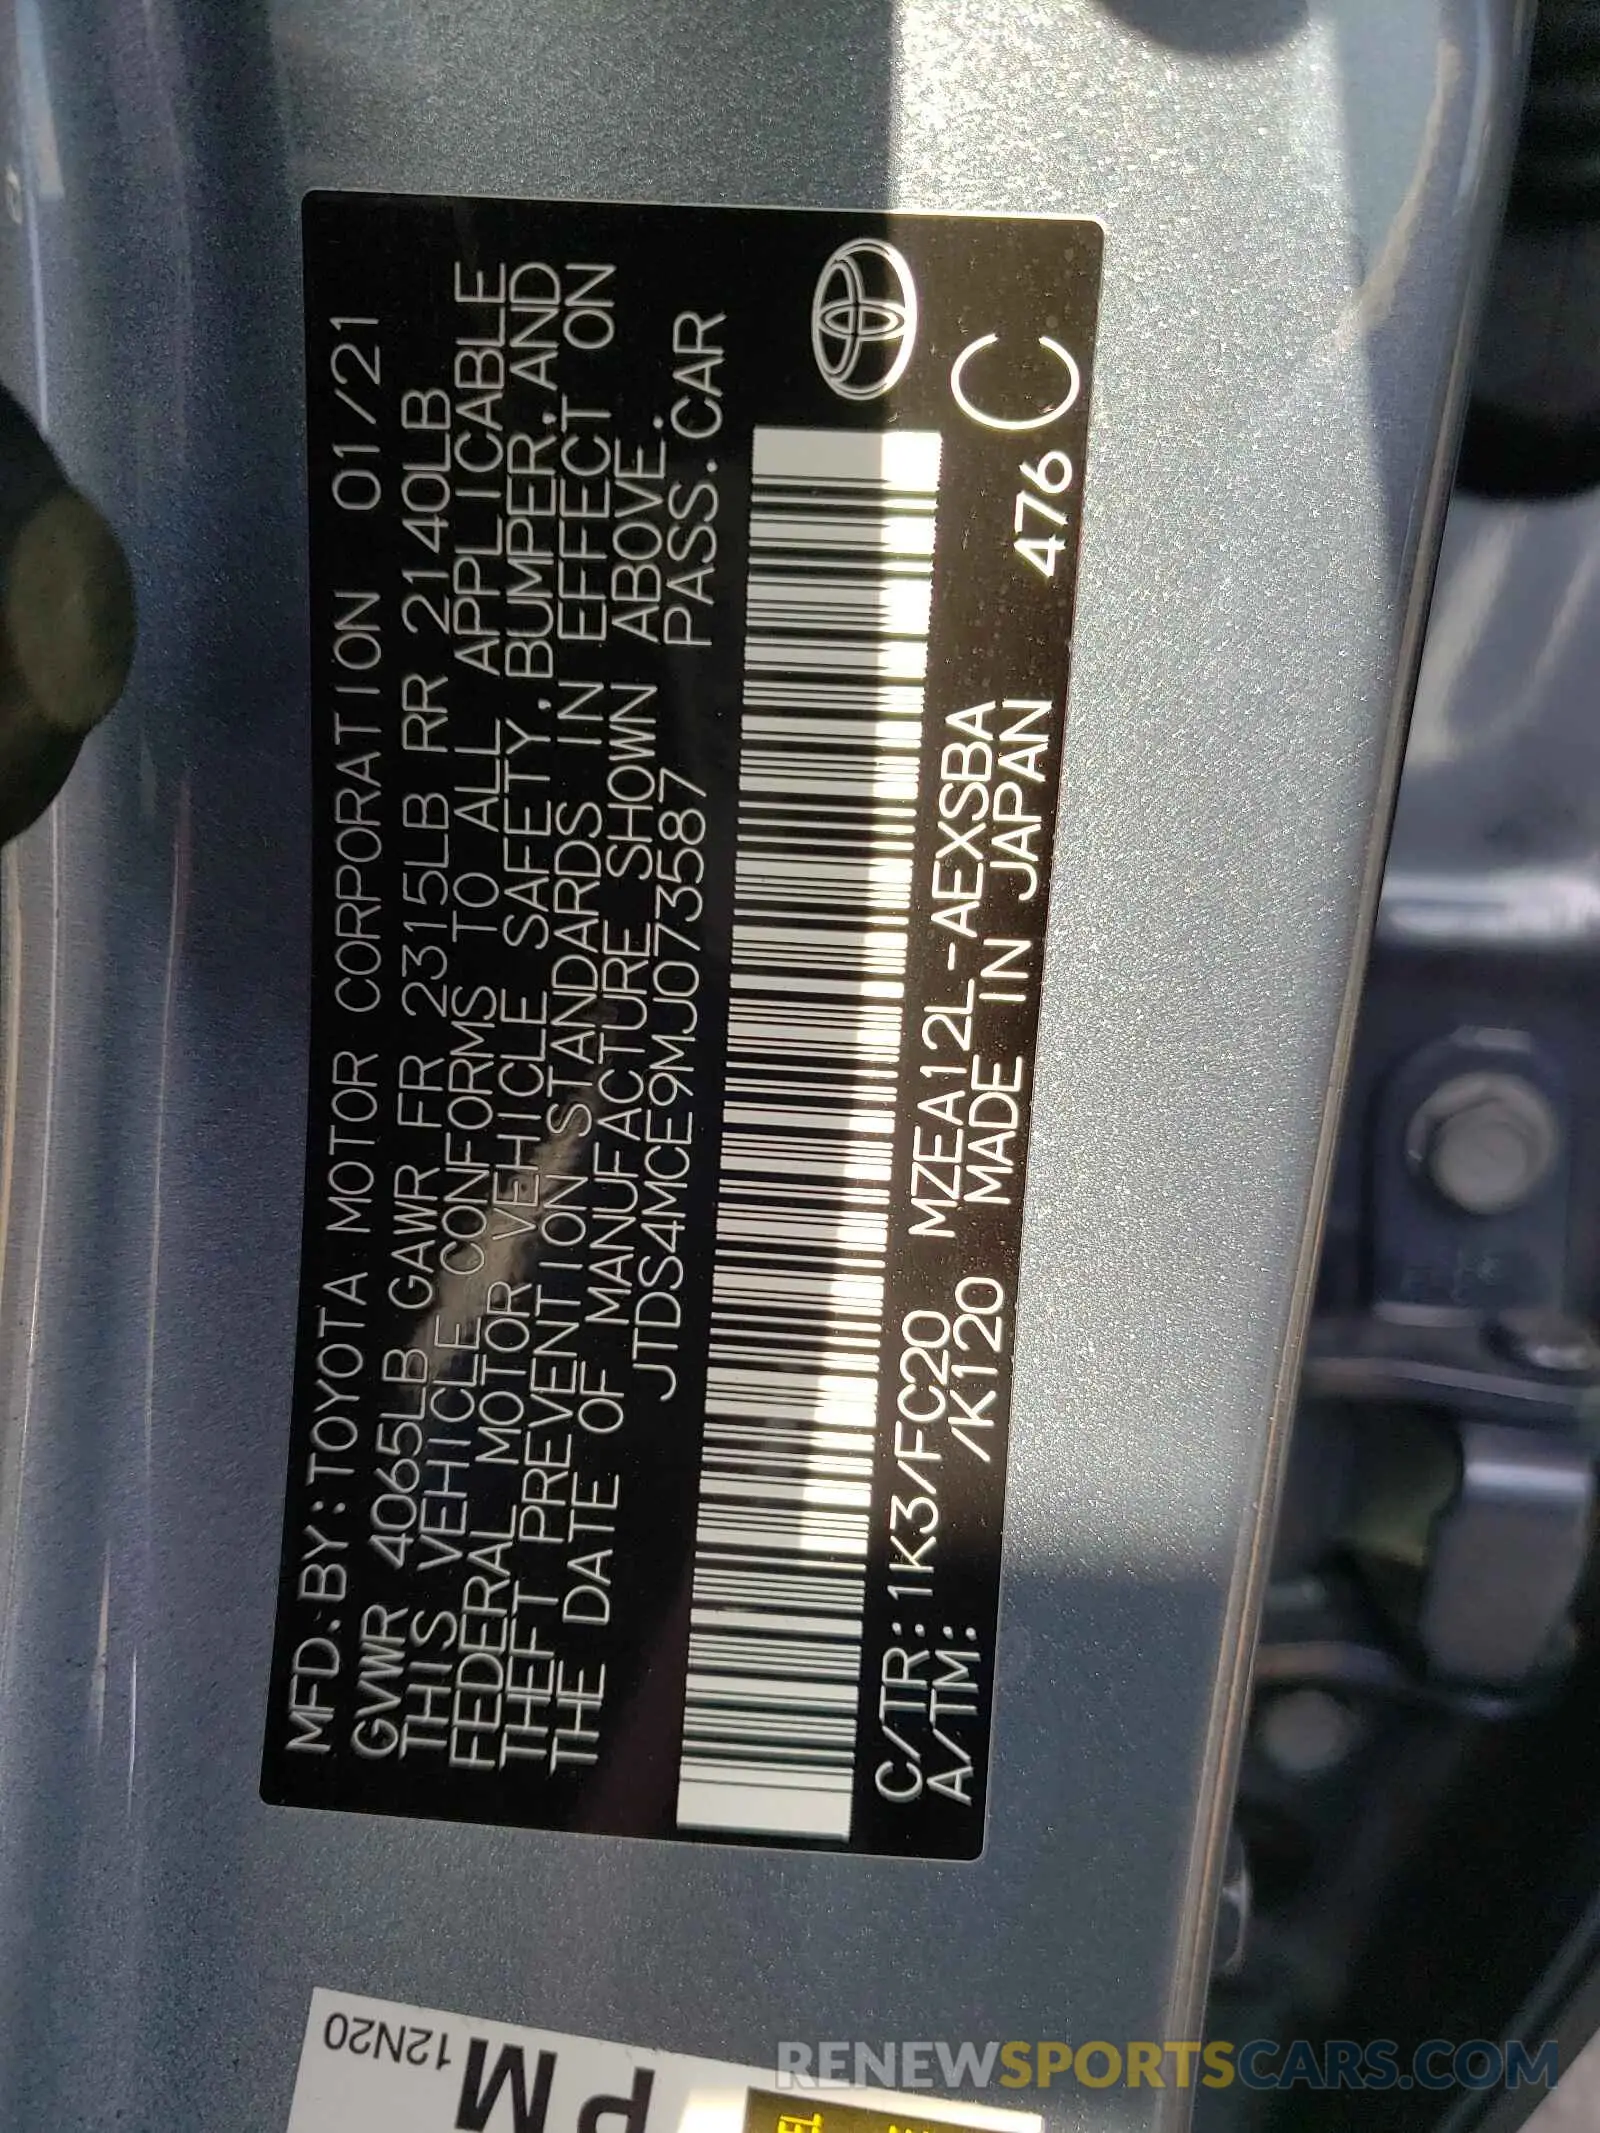 MFD.BY:TOYOTA MOTOR CORPORATION 01/21
GVWR 4065LB GAWR FR 2315LB RR 2140LB
THIS VEHICLE CONFORMS TO ALL APPLICABLE
FEDERAL MOTOR VEHICLE SAFETY,BUMPER,AND
THEFT PREVENTION STANDARDS IN EFFECT ON
THE DATE OF MANUFACTURE SHOWN ABOVE.
JTDS4MCE9MJ073587 PASS.CAR
C/TR:1K3/FC20 MZEA12L-AEXSBA
A/TM: /K120 MADE IN JAPAN 476 C
12N20
PM
RENEWSPORTSCARS.COM